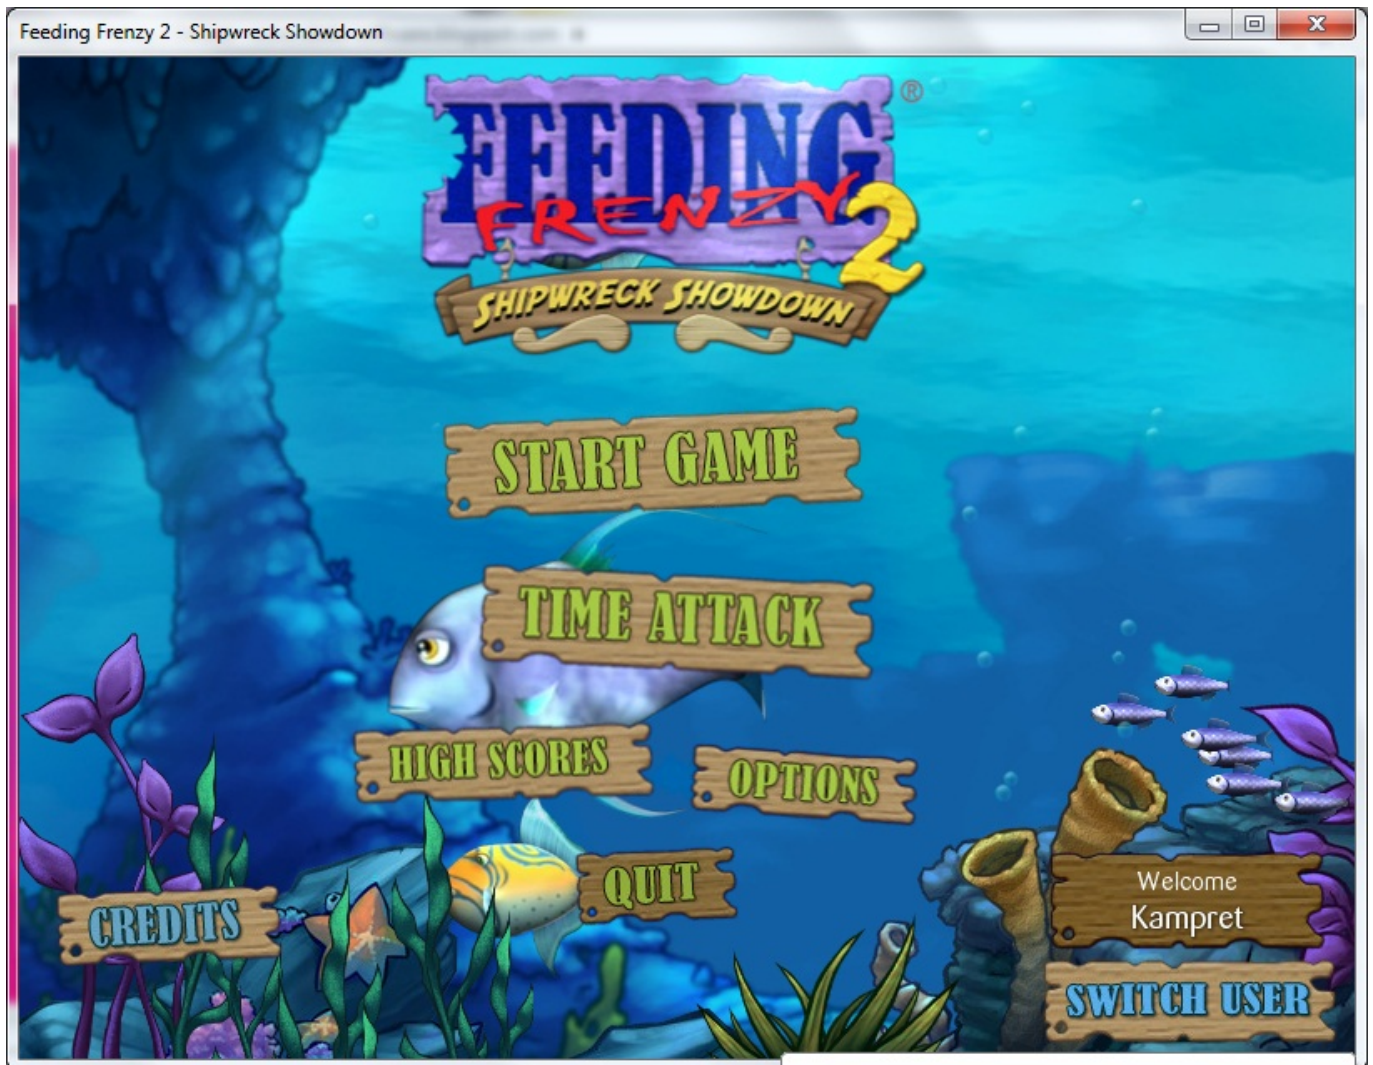 Feeding Frenzy 2 - Shipwreck Showdown
FEEDING ®
FRENZY 2
SHIPWRECK SHOWDOWN
START GAME
TIME ATTACK
HIGH SCORES
OPTIONS
QUIT
CREDITS
Welcome
Kampret
SWITCH USER